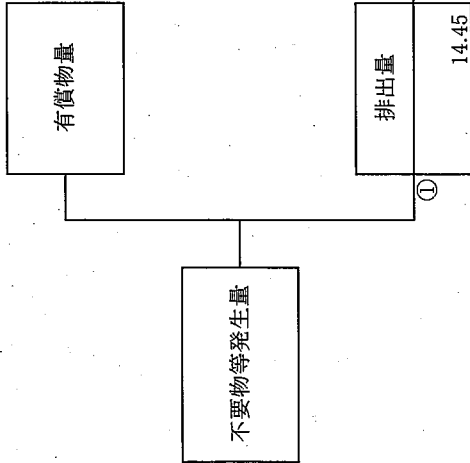 不要物等発生量
有償物量
①
排出量
14.45